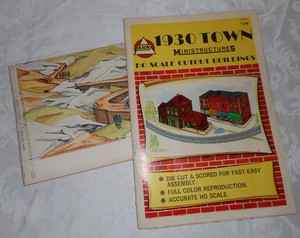 1930 TOWN
MINISTRUCTURES
HO SCALE CUTOUT BUILDINGS
• DIE CUT & SCORED FOR FAST-EASY
ASSEMBLY.
• FULL COLOR REPRODUCTION.
• ACCURATE HO SCALE.